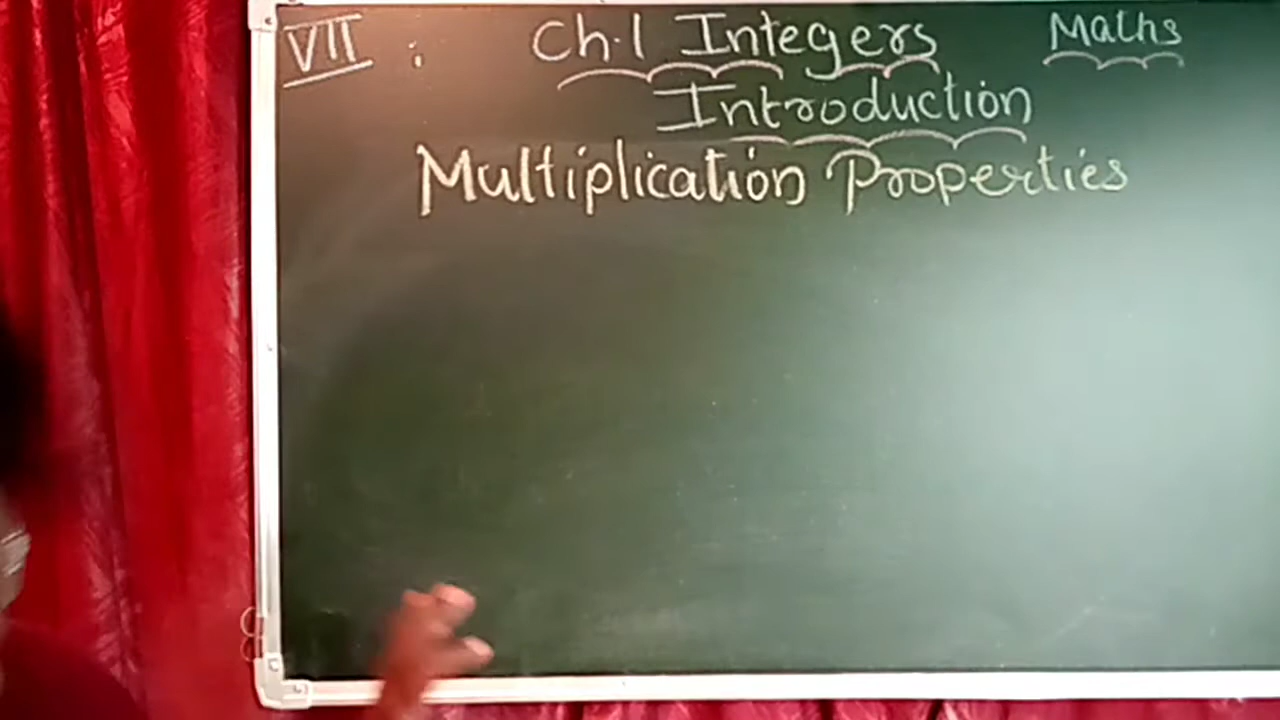 VII : Ch.1 Integers Maths
Introduction
Multiplication Properties